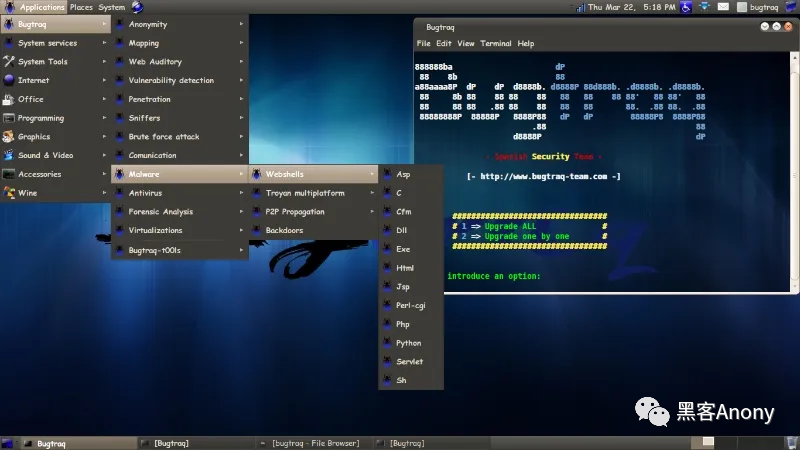 Applications Places System
Thu Mar 22, 5:18 PM
bugtraq
Bugtraq
System services
System Tools
Internet
Office
Programming
Graphics
Sound & Video
Accessories
Wine
Anonymity
Mapping
Web Auditory
Vulnerability detection
Penetration
Sniffers
Brute force attack
Comunication
Malware
Antivirus
Forensic Analysis
Virtualizations
Bugtraq-t00ls
Webshells
Troyan multiplatform
P2P Propagation
Backdoors
Asp
C
Cfm
Dll
Exe
Html
Jsp
Perl-cgi
Php
Python
Servlet
Sh
Bugtraq
File Edit View Terminal Help
- Spanish Security Team -
[- http://www.bugtraq-team.com -]
##################################
# 1 => Upgrade ALL #
# 2 => Upgrade one by one #
##################################
introduce an option:
黑客Anony
Bugtraq
[Bugtraq]
[bugtraq - File Browser]
[Bugtraq]